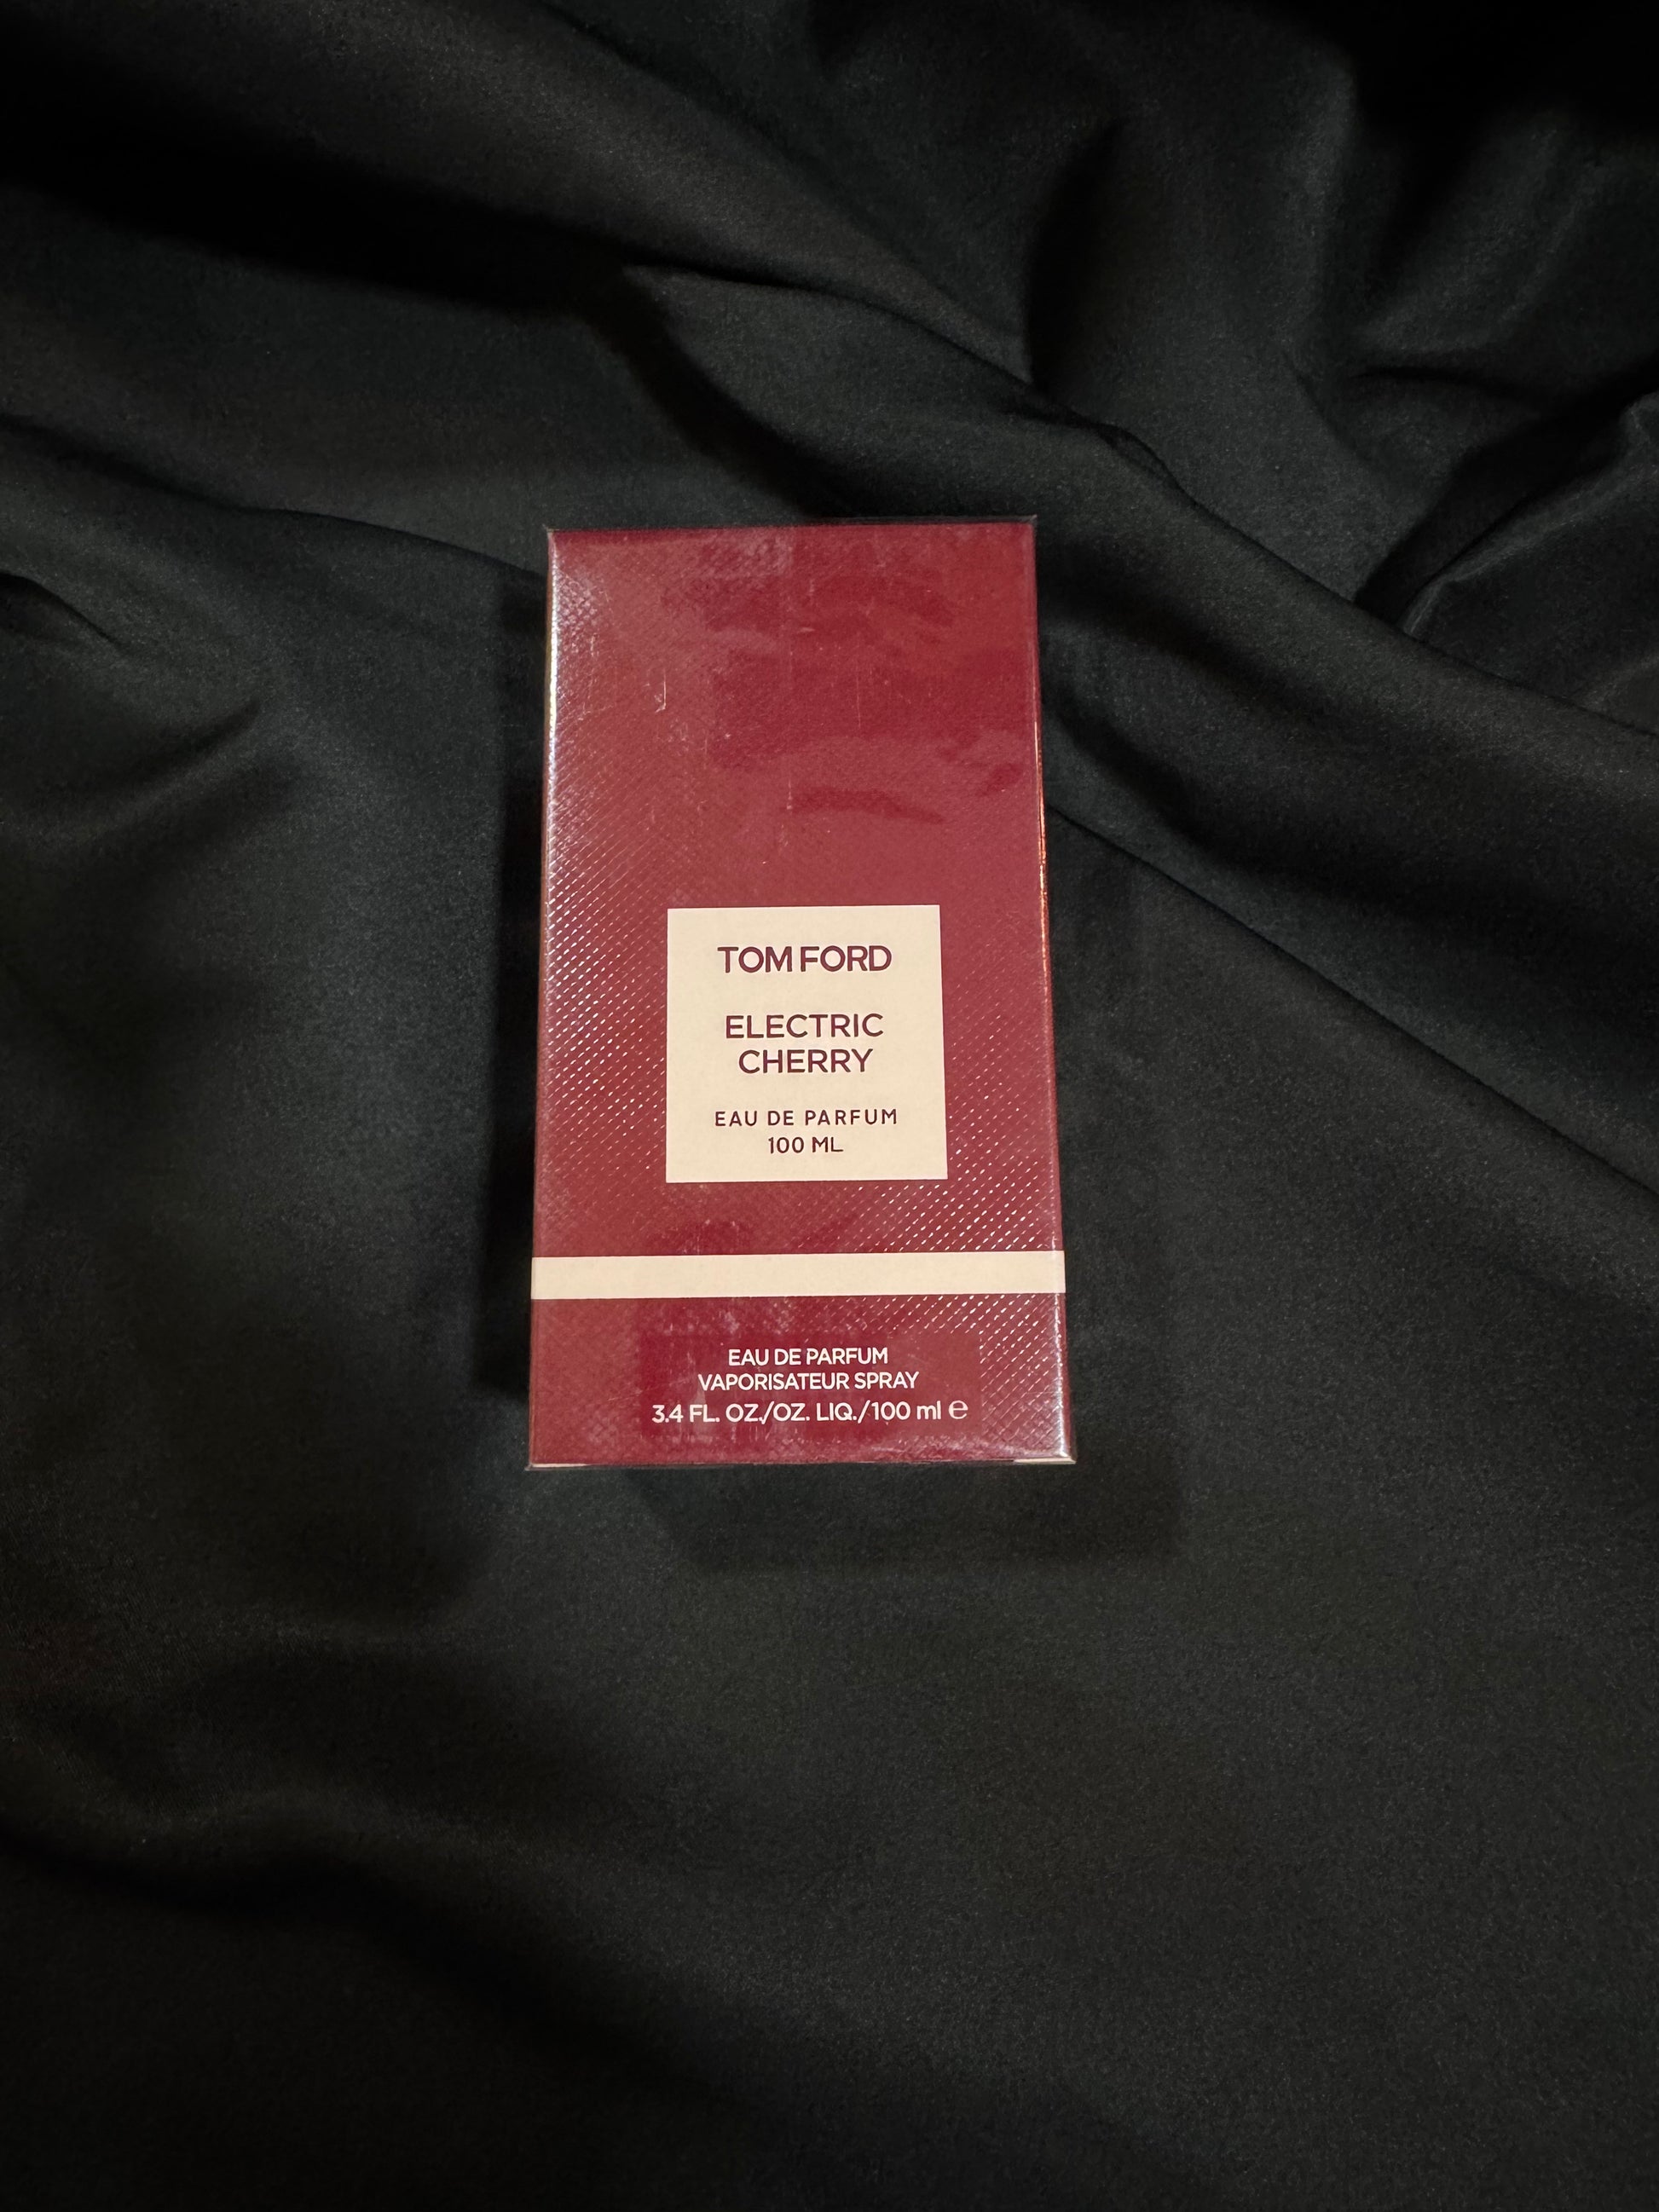 TOM FORD
ELECTRIC
CHERRY
EAU DE PARFUM
100 ML
EAU DE PARFUM
VAPORISATEUR SPRAY
3.4 FL. OZ./OZ. LIQ./100 ml ℮